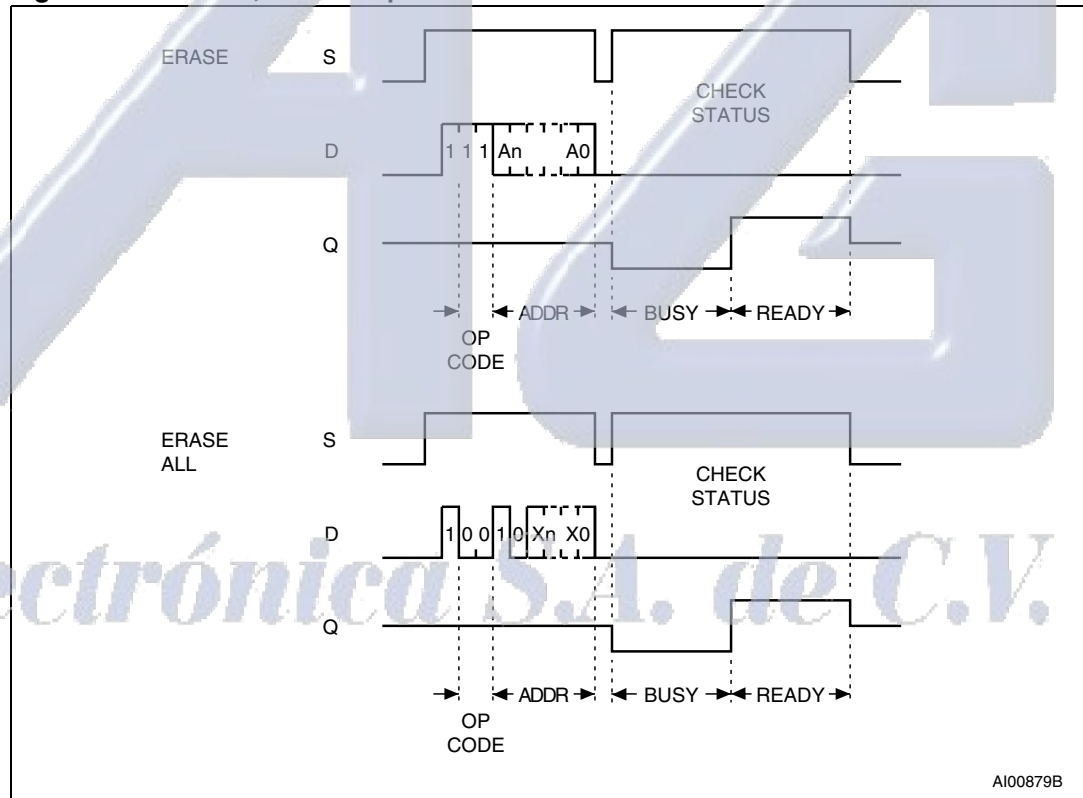 ERASE S
CHECK
STATUS
D 1 1 1 An A0
Q
ADDR BUSY READY
OP
CODE
ERASE
ALL
S
CHECK
STATUS
D 1 0 0 1 0 Xn X0
ectrónica S.A. de C.V.
Q
ADDR BUSY READY
OP
CODE
AI00879B